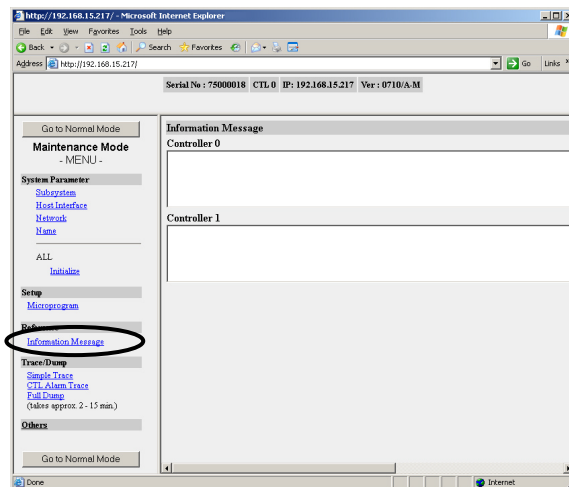 http://192.168.15.217/ - Microsoft Internet Explorer
File Edit View Favorites Tools Help
Back Search Favorites
Address http://192.168.15.217/ Go Links »
Serial No : 75000018 CTL 0 IP: 192.168.15.217 Ver : 0710/A-M
Go to Normal Mode
Maintenance Mode
- MENU -
System Parameter
Subsystem
Host Interface
Network
Name
ALL
Initialize
Setup
Microprogram
Reference
Information Message
Trace/Dump
Simple Trace
CTL Alarm Trace
Full Dump
(takes approx. 2 - 15 min.)
Others
Go to Normal Mode
Information Message
Controller 0
Controller 1
Done Internet